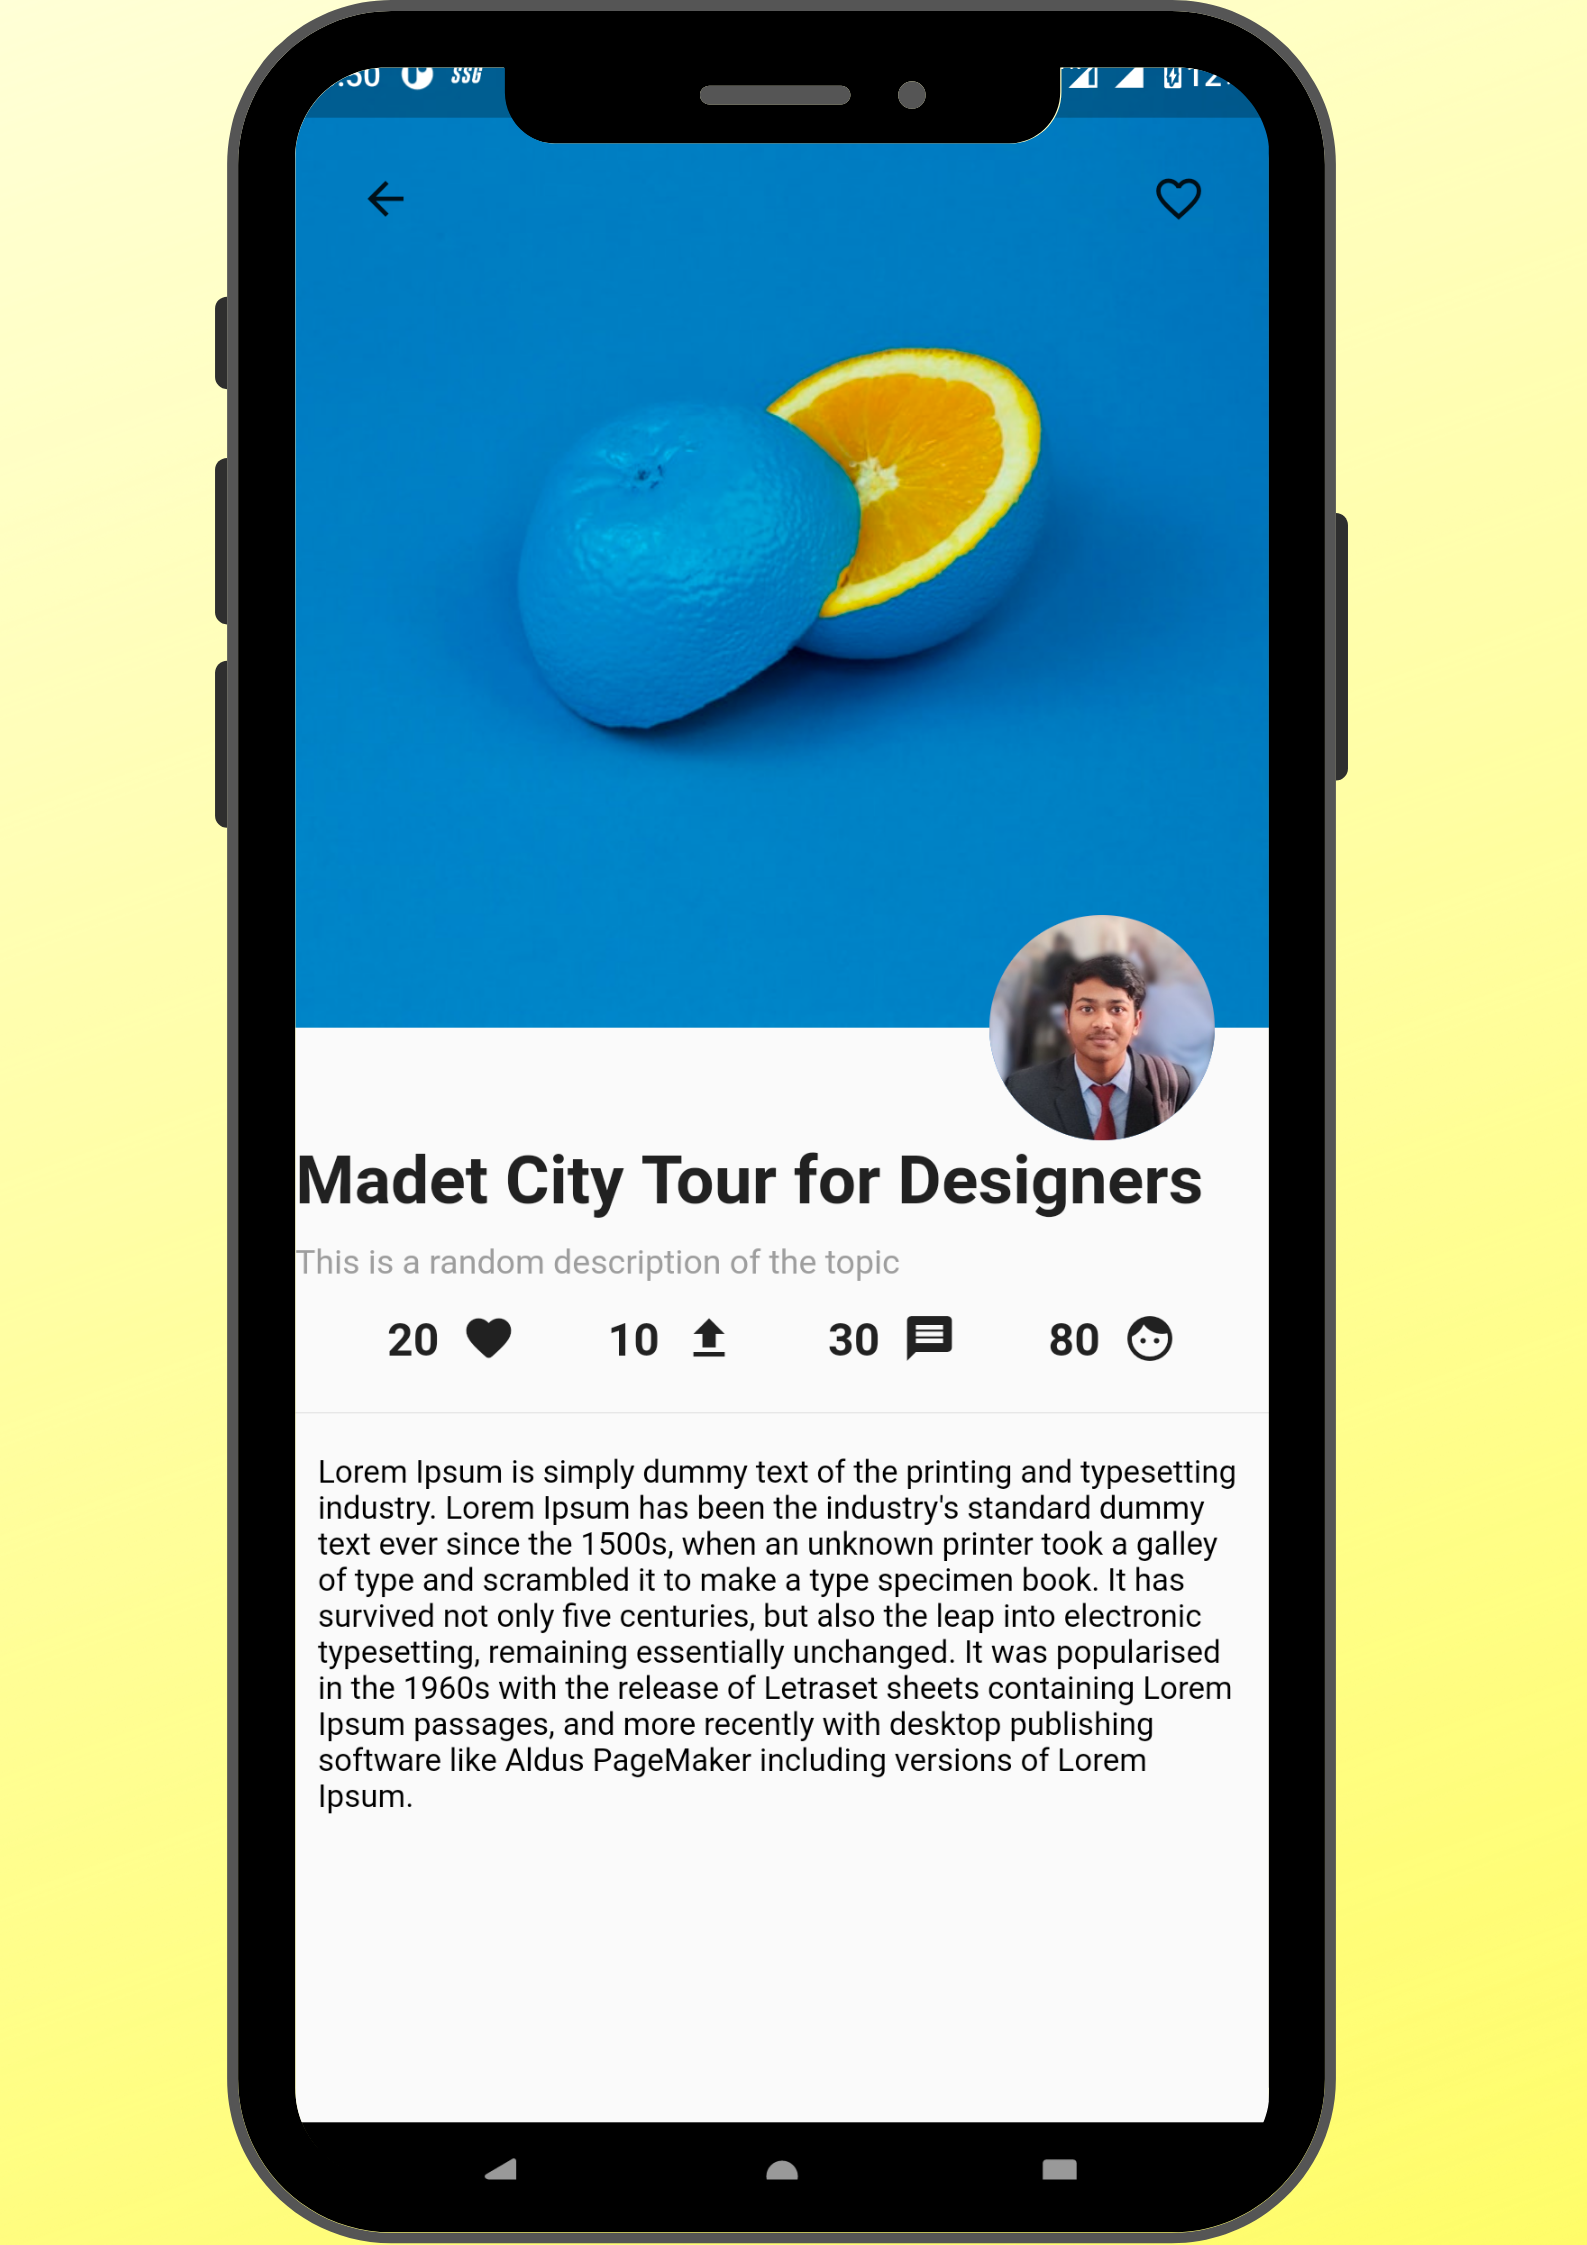 SSG
Madet City Tour for Designers
This is a random description of the topic
20 10 30 80
Lorem Ipsum is simply dummy text of the printing and typesetting
industry. Lorem Ipsum has been the industry's standard dummy
text ever since the 1500s, when an unknown printer took a galley
of type and scrambled it to make a type specimen book. It has
survived not only five centuries, but also the leap into electronic
typesetting, remaining essentially unchanged. It was popularised
in the 1960s with the release of Letraset sheets containing Lorem
Ipsum passages, and more recently with desktop publishing
software like Aldus PageMaker including versions of Lorem
Ipsum.